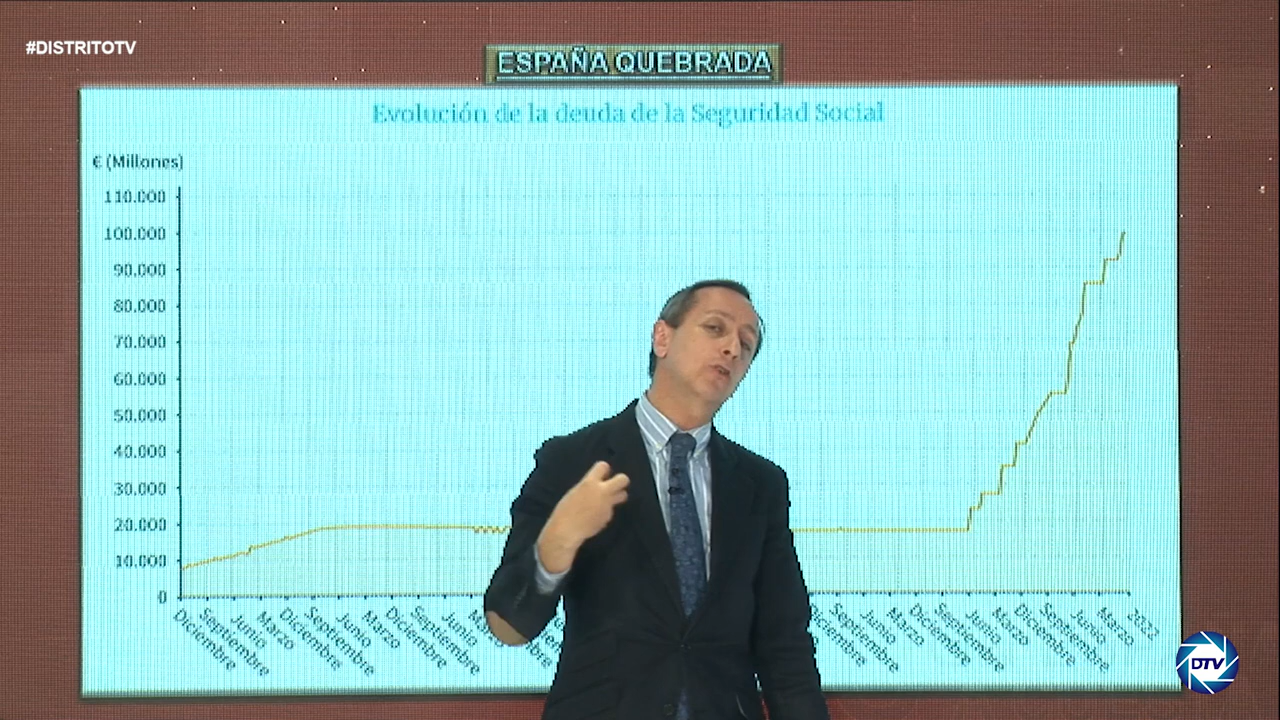 #DISTRITOTV
ESPAÑA QUEBRADA
Evolución de la deuda de la Seguridad Social
€ (Millones)
110.000
100.000
90.000
80.000
70.000
60.000
50.000
40.000
30.000
20.000
10.000
0
Diciembre
Septiembre
Junio
Marzo
Diciembre
Septiembre
Junio
Marzo
Diciembre
Septiembre
Junio
Diciembre
Septiembre
Junio
Marzo
Diciembre
Septiembre
Junio
Marzo
Diciembre
Septiembre
Junio
Marzo
2022
DTV